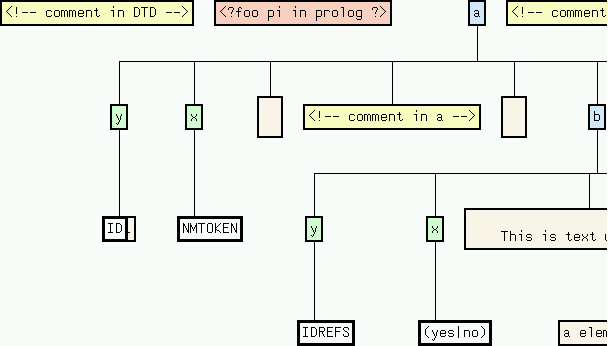 <!-- comment in DTD --> <?foo pi in prolog ?> a <!-- comment
y x <!-- comment in a --> b
ID NMTOKEN y x This is text
IDREFS (yes|no) a elem